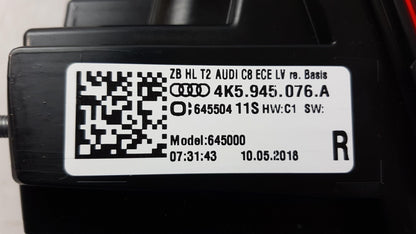 ZB HL T2 AUDI C8 ECE LV re. Basis
4K5.945.076.A
645504 11S HW:C1 SW:
Model:645000
07:31:43 10.05.2018
R